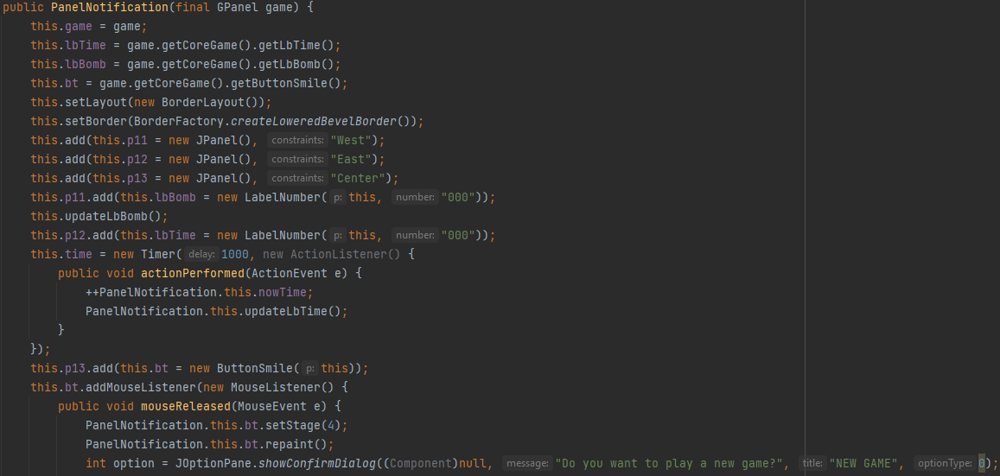 public PanelNotification(final GPanel game) {
this.game = game;
this.lbTime = game.getCoreGame().getLbTime();
this.lbBomb = game.getCoreGame().getLbBomb();
this.bt = game.getCoreGame().getButtonSmile();
this.setLayout(new BorderLayout());
this.setBorder(BorderFactory.createLoweredBevelBorder());
this.add(this.p11 = new JPanel(), constraints: "West");
this.add(this.p12 = new JPanel(), constraints: "East");
this.add(this.p13 = new JPanel(), constraints: "Center");
this.p11.add(this.lbBomb = new LabelNumber( p: this, number: "000"));
this.updateLbBomb();
this.p12.add(this.lbTime = new LabelNumber( p: this, number: "000"));
this.time = new Timer( delay: 1000, new ActionListener() {
public void actionPerformed(ActionEvent e) {
++PanelNotification.this.nowTime;
PanelNotification.this.updateLbTime();
}
});
this.p13.add(this.bt = new ButtonSmile( p: this));
this.bt.addMouseListener(new MouseListener() {
public void mouseReleased(MouseEvent e) {
PanelNotification.this.bt.setStage(4);
PanelNotification.this.bt.repaint();
int option = JOptionPane.showConfirmDialog((Component)null, message: "Do you want to play a new game?", title: "NEW GAME", optionType: 0);